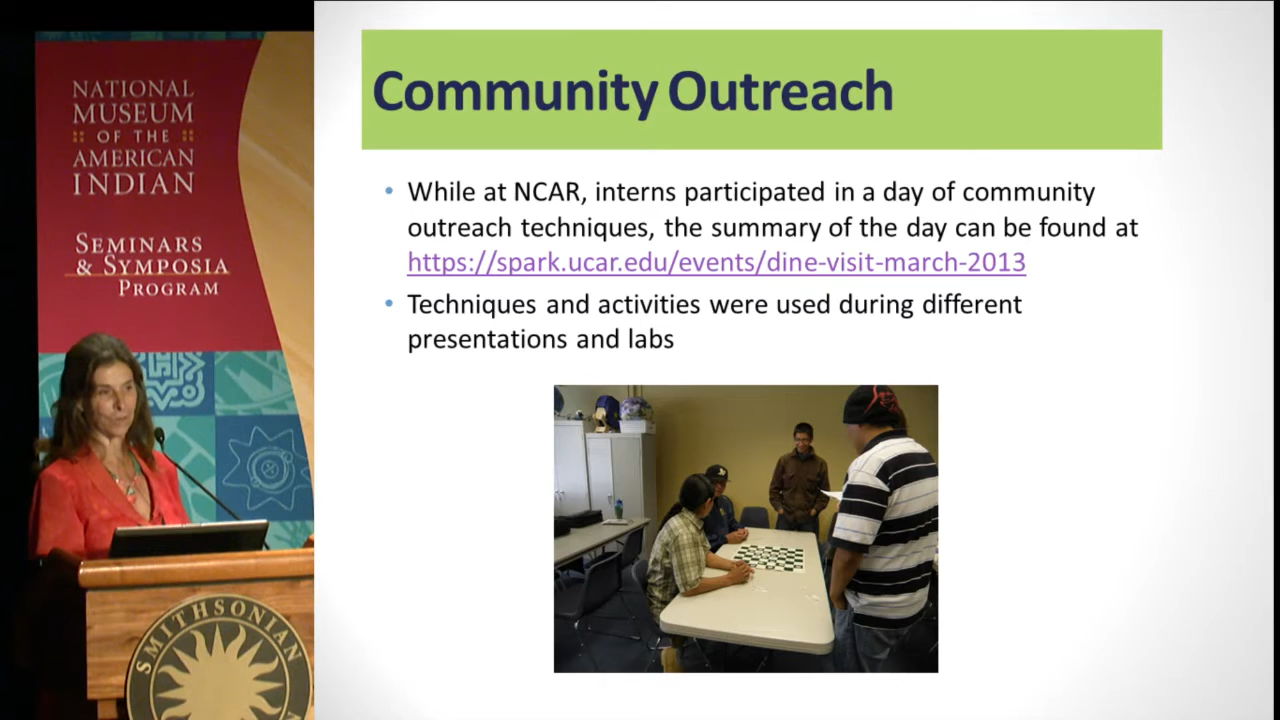 NATIONAL
MUSEUM
OF THE
AMERICAN
INDIAN
SEMINARS
& SYMPOSIA
PROGRAM
SMITHSONIAN
Community Outreach
• While at NCAR, interns participated in a day of community
outreach techniques, the summary of the day can be found at
https://spark.ucar.edu/events/dine-visit-march-2013
• Techniques and activities were used during different
presentations and labs